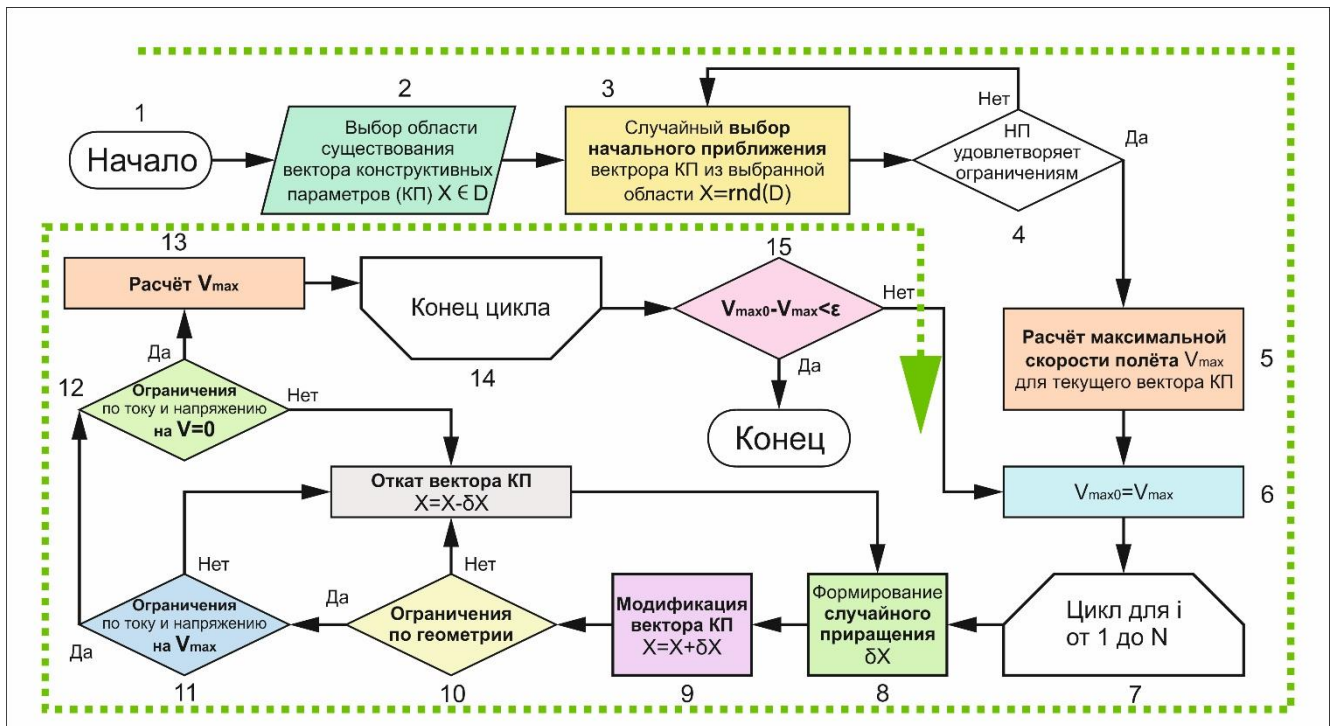 1
Начало
2
Выбор области
существования
вектора конструктивных
параметров (КП) X ∈ D
3
Случайный выбор
начального приближения
вектрора КП из выбранной
области X=rnd(D)
Нет
НП
удовлетворяет
ограничениям
Да
4
Расчёт максимальной
скорости полёта Vmax
для текущего вектора КП
5
Vmax0=Vmax
6
Цикл для i
от 1 до N
7
Формирование
случайного
приращения
δX
8
Модификация
вектора КП
X=X+δX
9
Ограничения
по геометрии
Нет
Да
10
Ограничения
по току и напряжению
на Vmax
Нет
Да
11
Откат вектора КП
X=X-δX
12
Ограничения
по току и напряжению
на V=0
Да
Нет
13
Расчёт Vmax
Конец цикла
14
15
Vmax0-Vmax<ε
Нет
Да
Конец